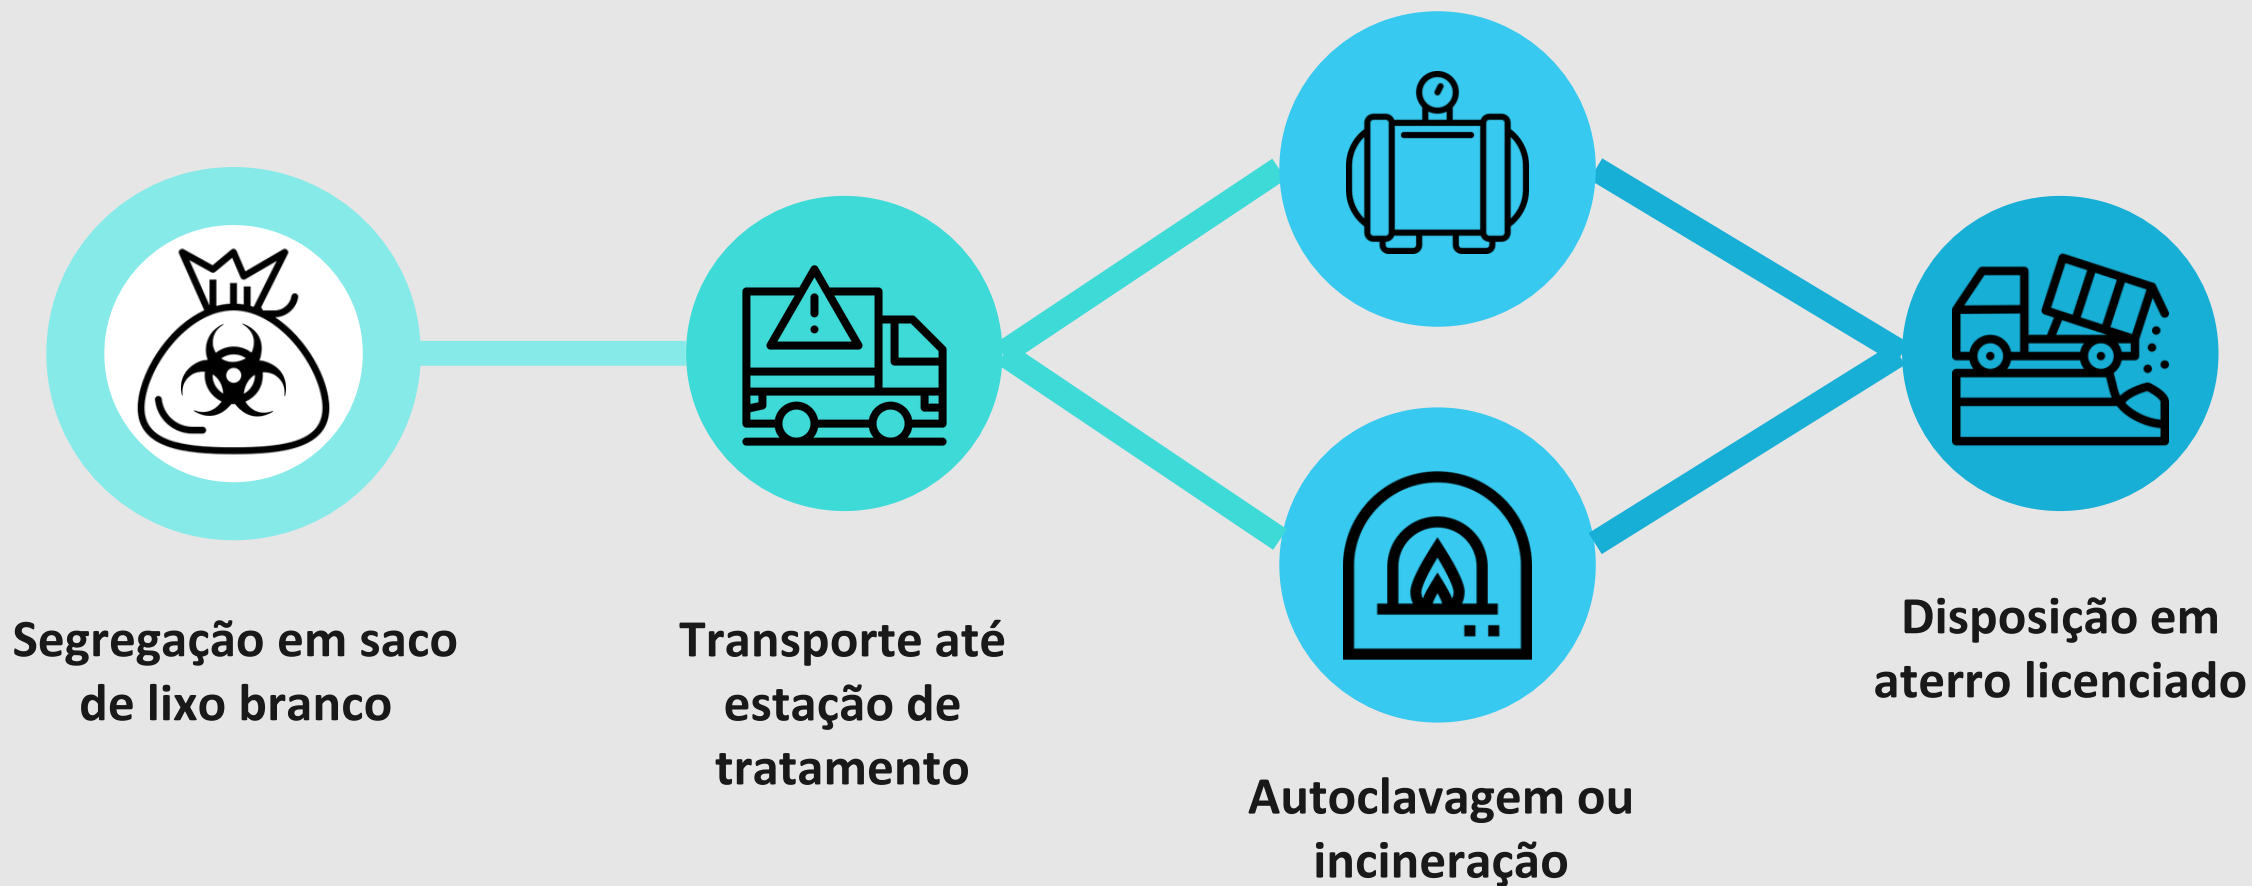 Segregação em saco
de lixo branco
Transporte até
estação de
tratamento
Autoclavagem ou
incineração
Disposição em
aterro licenciado